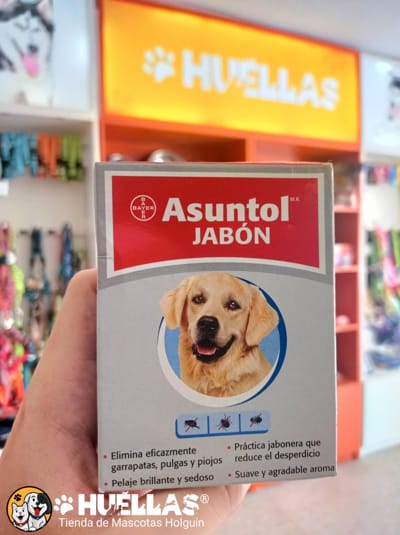 HUELLAS
BAYER
Asuntol M.R.
JABÓN
• Elimina eficazmente
garrapatas, pulgas y piojos
• Pelaje brillante y sedoso
• Práctica jabonera que
reduce el desperdicio
• Suave y agradable aroma
HUELLAS®
Tienda de Mascotas Holguín